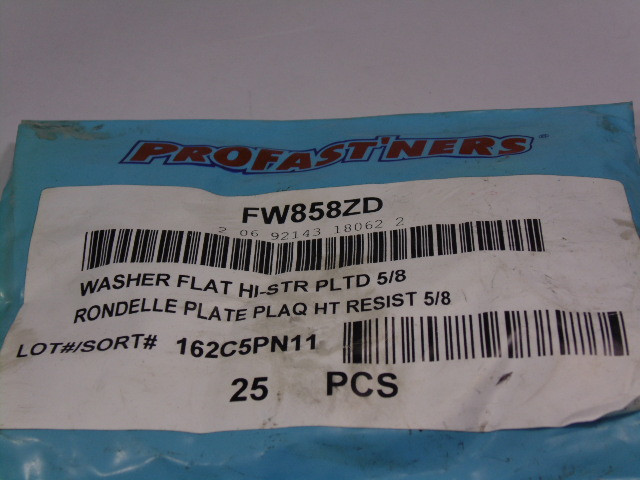 PROFAST'NERS
FW858ZD
2 06 92143 18062 2
WASHER FLAT HI-STR PLTD 5/8
RONDELLE PLATE PLAQ HT RESIST 5/8
LOT#/SORT# 162C5PN11
25 PCS